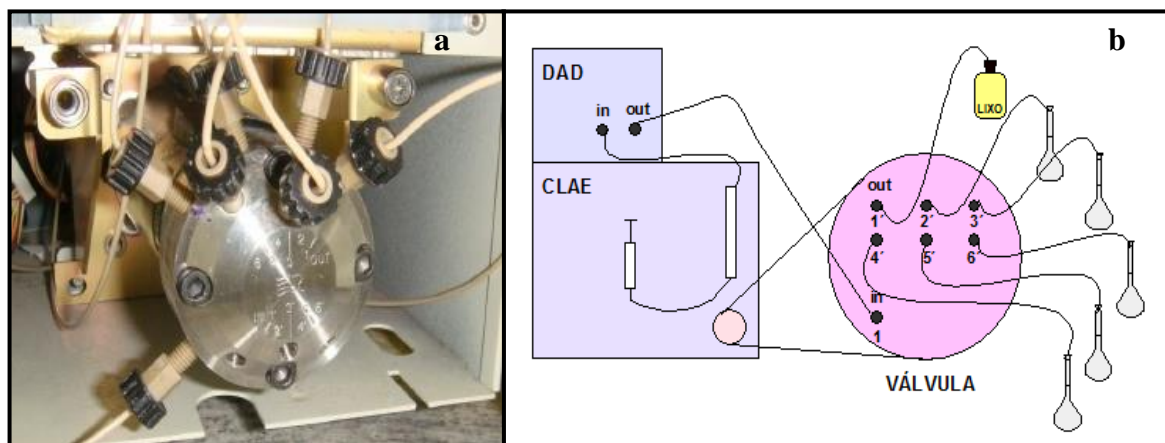 a
b
DAD
in
out
CLAE
LIXO
out
1´
2´
3´
4´
5´
6´
in
1
VÁLVULA